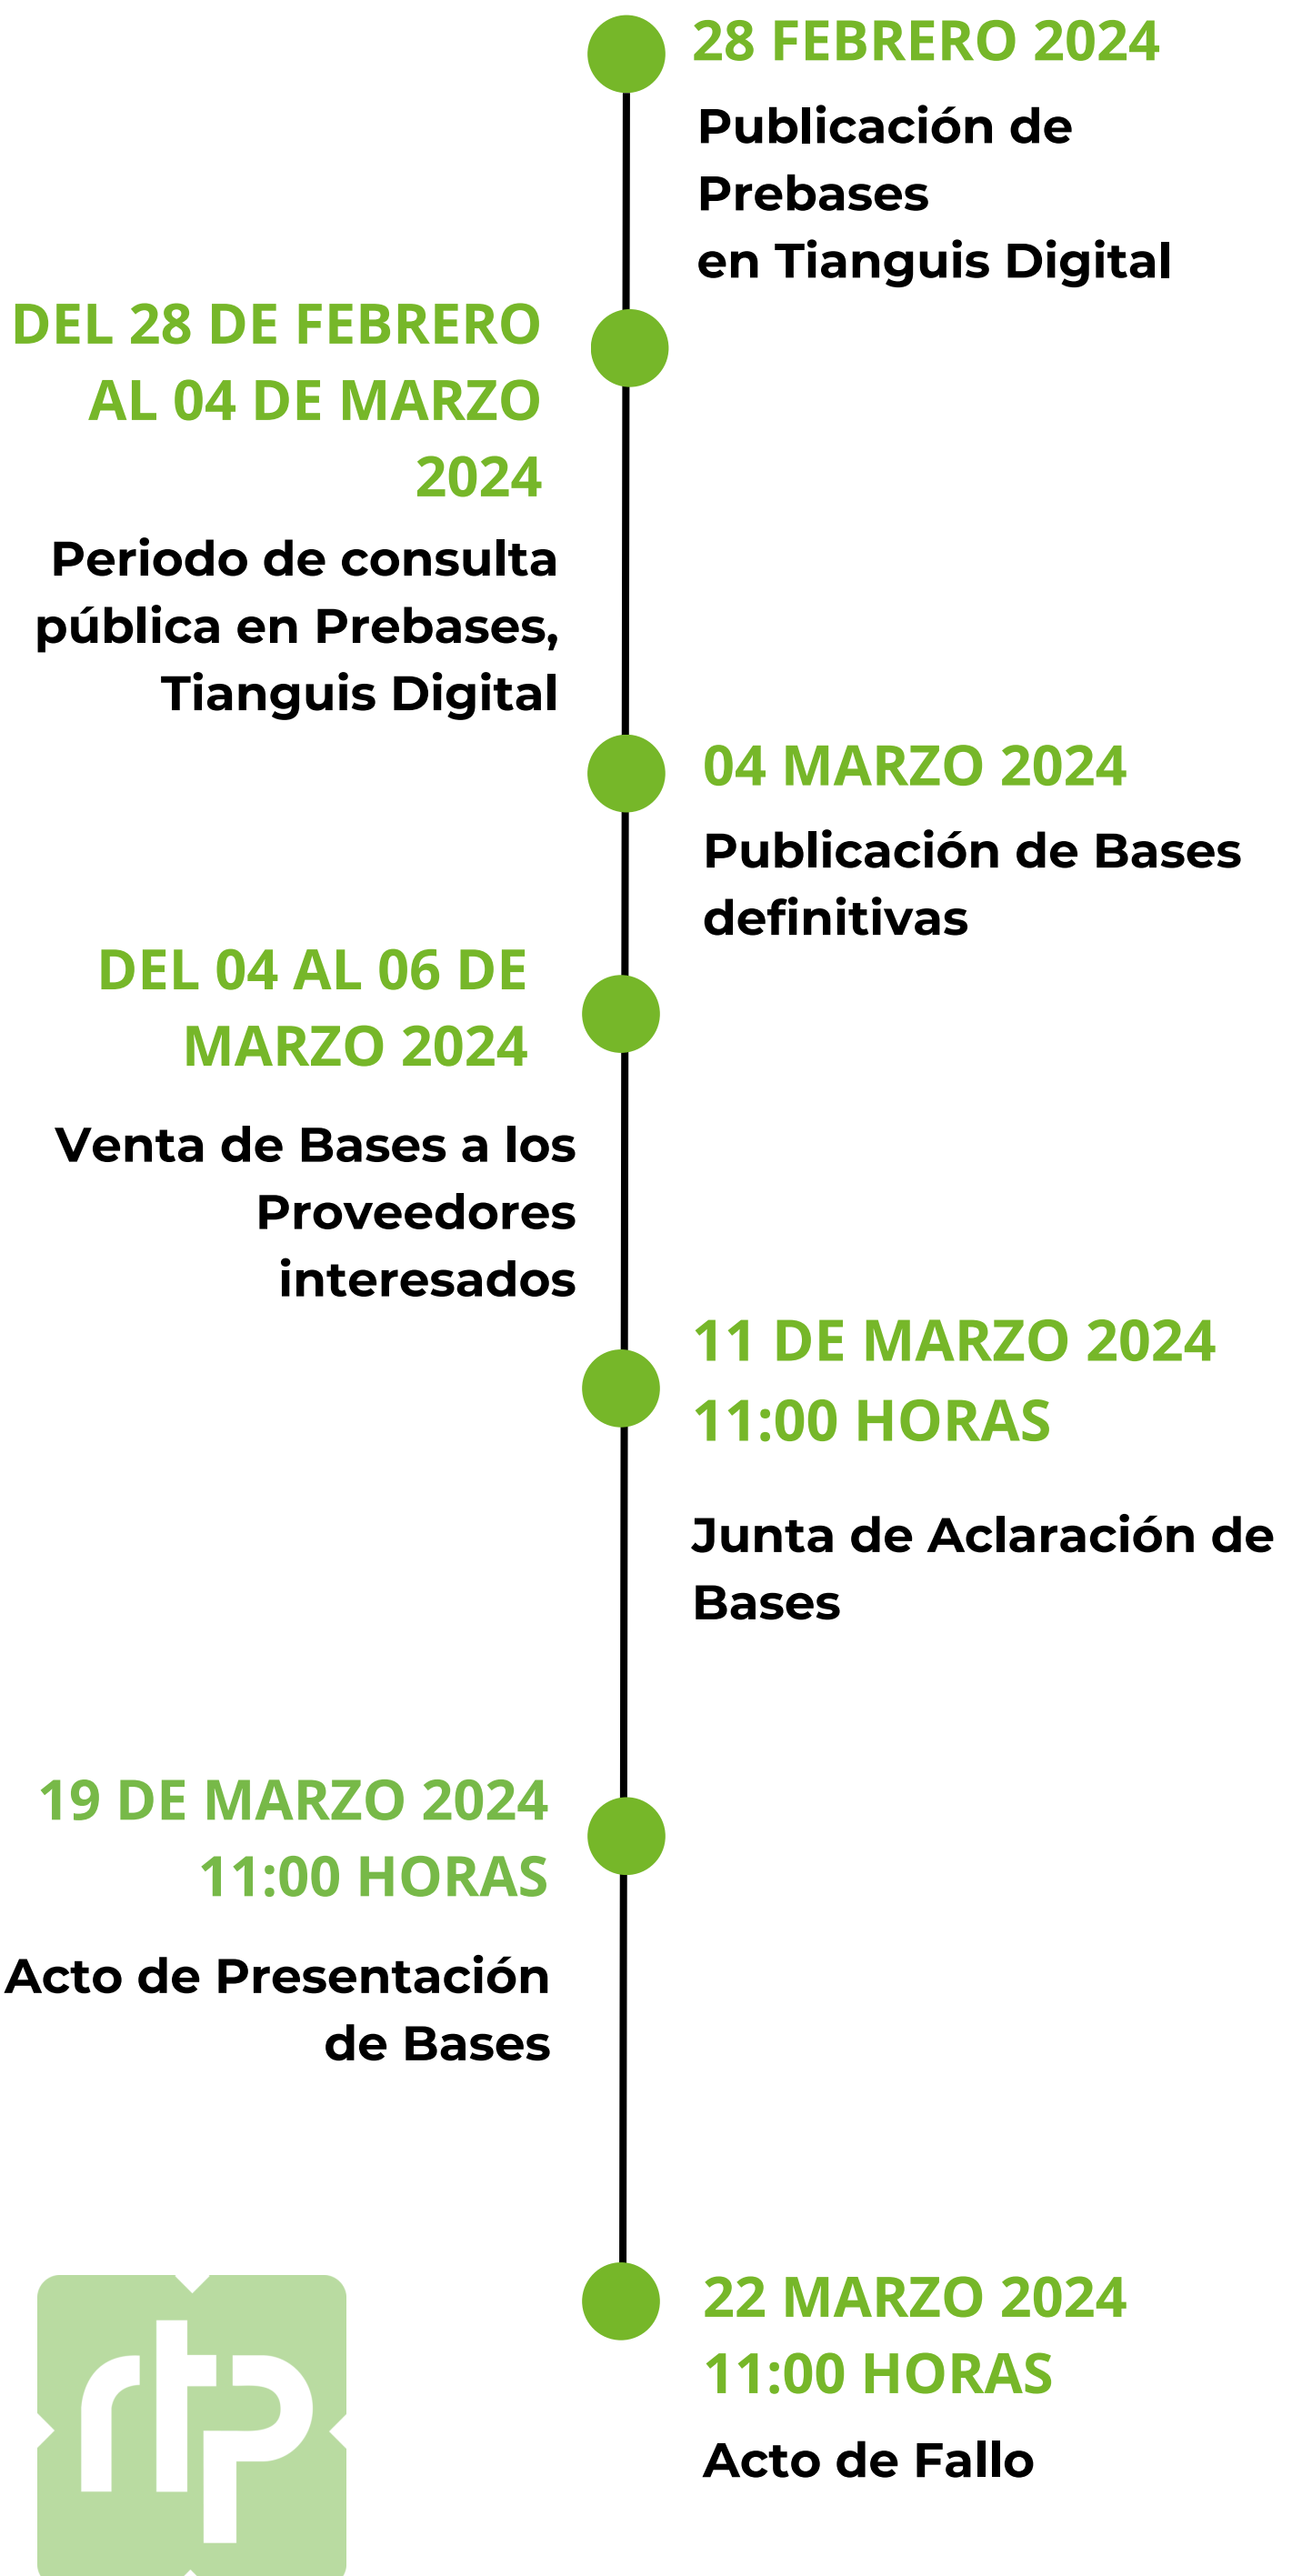 28 FEBRERO 2024
Publicación de
Prebases
en Tianguis Digital
DEL 28 DE FEBRERO
AL 04 DE MARZO
2024
Periodo de consulta
pública en Prebases,
Tianguis Digital
04 MARZO 2024
Publicación de Bases
definitivas
DEL 04 AL 06 DE
MARZO 2024
Venta de Bases a los
Proveedores
interesados
11 DE MARZO 2024
11:00 HORAS
Junta de Aclaración de
Bases
19 DE MARZO 2024
11:00 HORAS
Acto de Presentación
de Bases
22 MARZO 2024
11:00 HORAS
Acto de Fallo
rtp